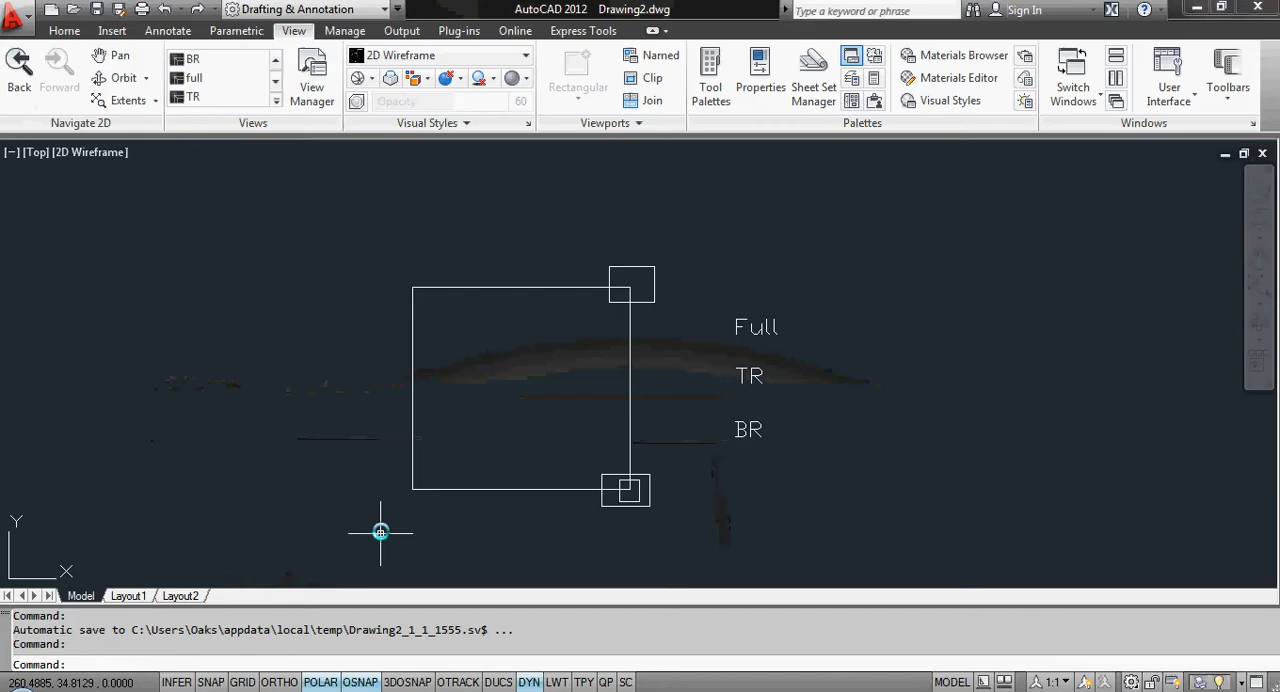 Drafting & Annotation
AutoCAD 2012 Drawing2.dwg
Type a keyword or phrase
Sign In
Home Insert Annotate Parametric View Manage Output Plug-ins Online Express Tools
Back
Forward
Pan
Orbit
Extents
Navigate 2D
BR
full
TR
View
Manager
Views
2D Wireframe
Opacity 60
Visual Styles
Rectangular
Named
Clip
Join
Viewports
Tool
Palettes
Properties
Sheet Set
Manager
Materials Browser
Materials Editor
Visual Styles
Palettes
Switch
Windows
Windows
User
Interface
Toolbars
[−] [Top] [2D Wireframe]
Full
TR
BR
Y
X
Model Layout1 Layout2
Command:
Automatic save to C:\Users\Oaks\appdata\local\temp\Drawing2_1_1_1555.sv$ ...
Command:
Command:
260.4885, 34.8129, 0.0000
INFER SNAP GRID ORTHO POLAR OSNAP 3DOSNAP OTRACK DUCS DYN LWT TPY QP SC
MODEL
1:1